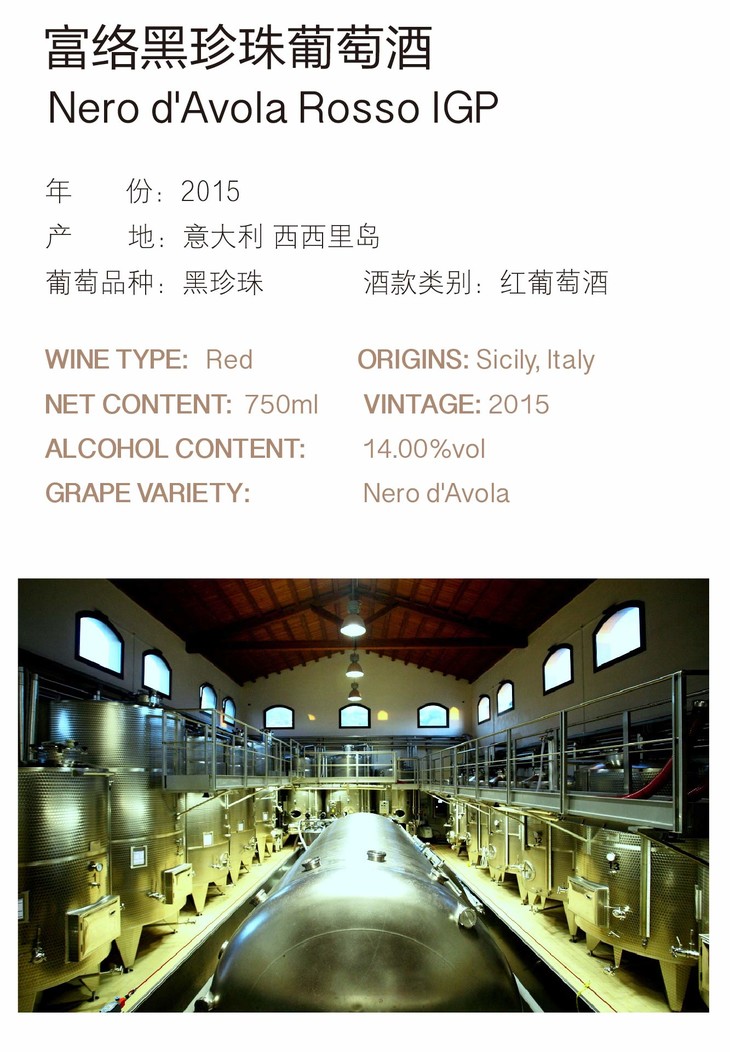 富络黑珍珠葡萄酒
Nero d'Avola Rosso IGP
年 份：2015
产 地：意大利 西西里岛
葡萄品种：黑珍珠 酒款类别：红葡萄酒
WINE TYPE: Red ORIGINS: Sicily, Italy
NET CONTENT: 750ml VINTAGE: 2015
ALCOHOL CONTENT: 14.00%vol
GRAPE VARIETY: Nero d'Avola